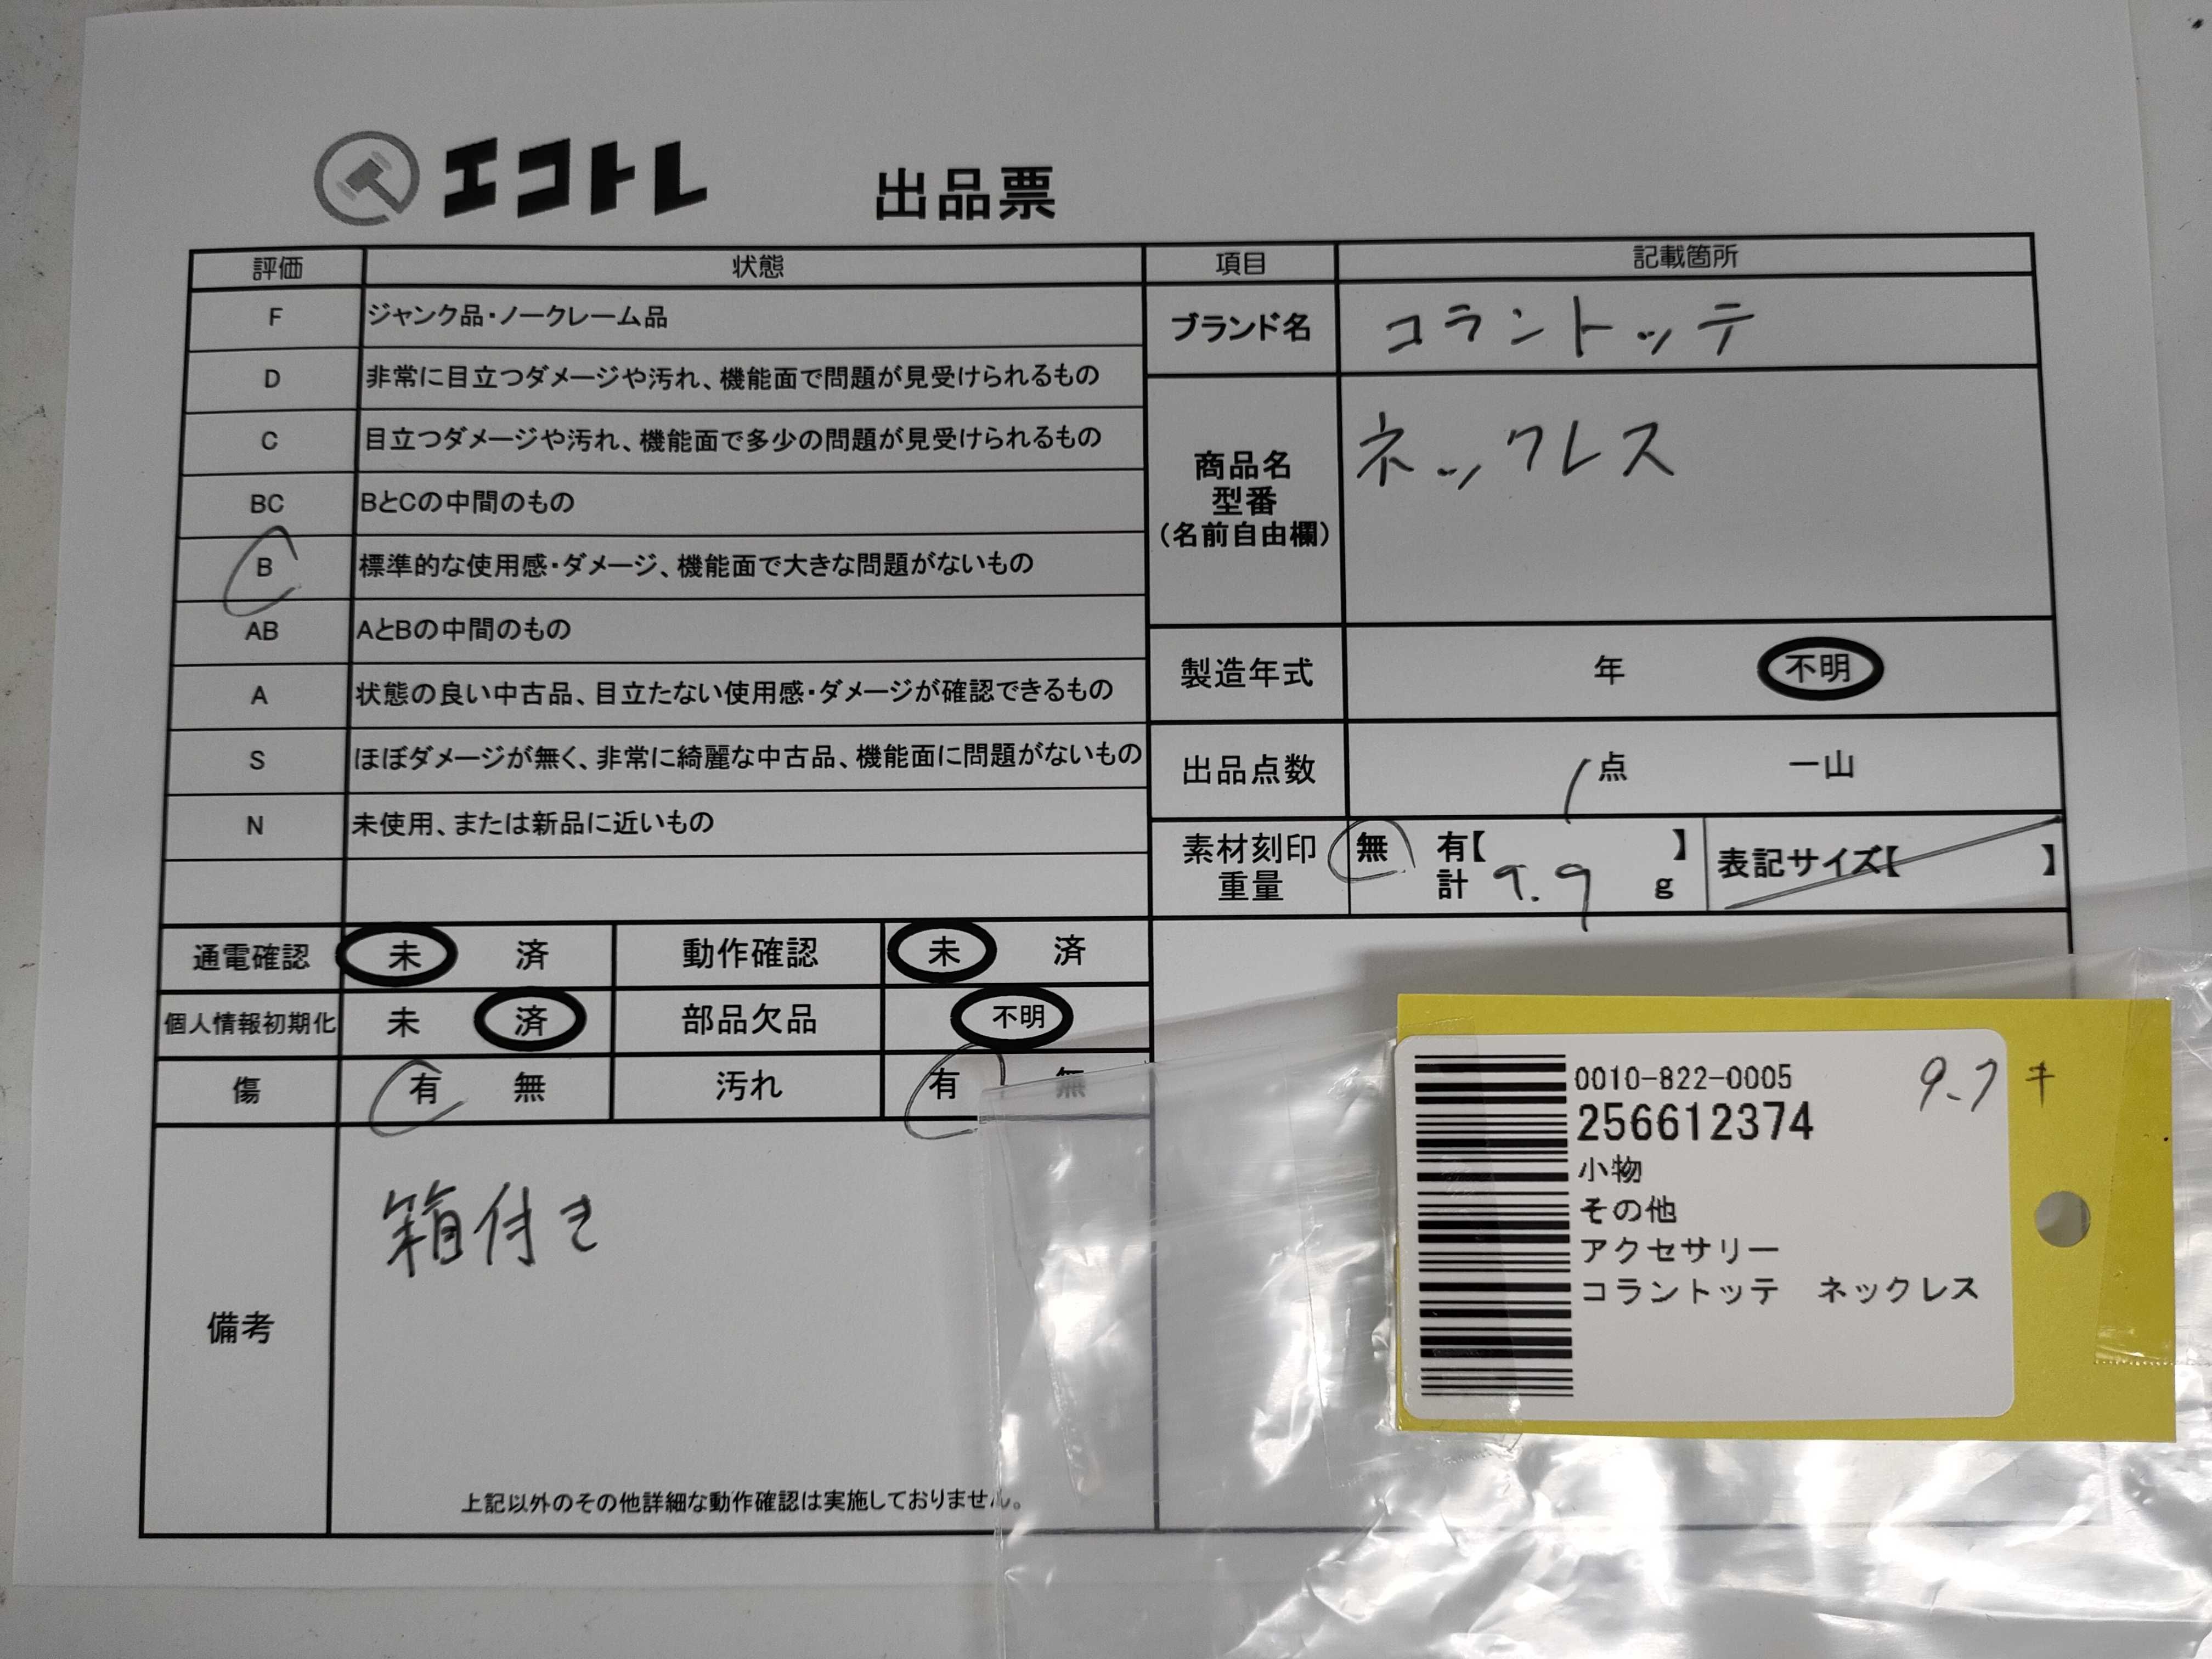 エコトレ 出品票
評価 状態
F ジャンク品・ノークレーム品
D 非常に目立つダメージや汚れ、機能面で問題が見受けられるもの
C 目立つダメージや汚れ、機能面で多少の問題が見受けられるもの
BC BとCの中間のもの
B 標準的な使用感・ダメージ、機能面で大きな問題がないもの
AB AとBの中間のもの
A 状態の良い中古品、目立たない使用感・ダメージが確認できるもの
S ほぼダメージが無く、非常に綺麗な中古品、機能面に問題がないもの
N 未使用、または新品に近いもの
項目 記載箇所
ブランド名 コラントッテ
商品名 ネックレス
型番
(名前自由欄)
製造年式 年 不明
出品点数 1点 一山
素材刻印 無 有【 】 表記サイズ【 】
重量 計 9.9 g
通電確認 未 済 動作確認 未 済
個人情報初期化 未 済 部品欠品 不明
傷 有 無 汚れ 有 無
備考 箱付き
上記以外のその他詳細な動作確認は実施しておりません。
0010-822-0005
256612374
小物
その他
アクセサリー
コラントッテ ネックレス
9.7 キ